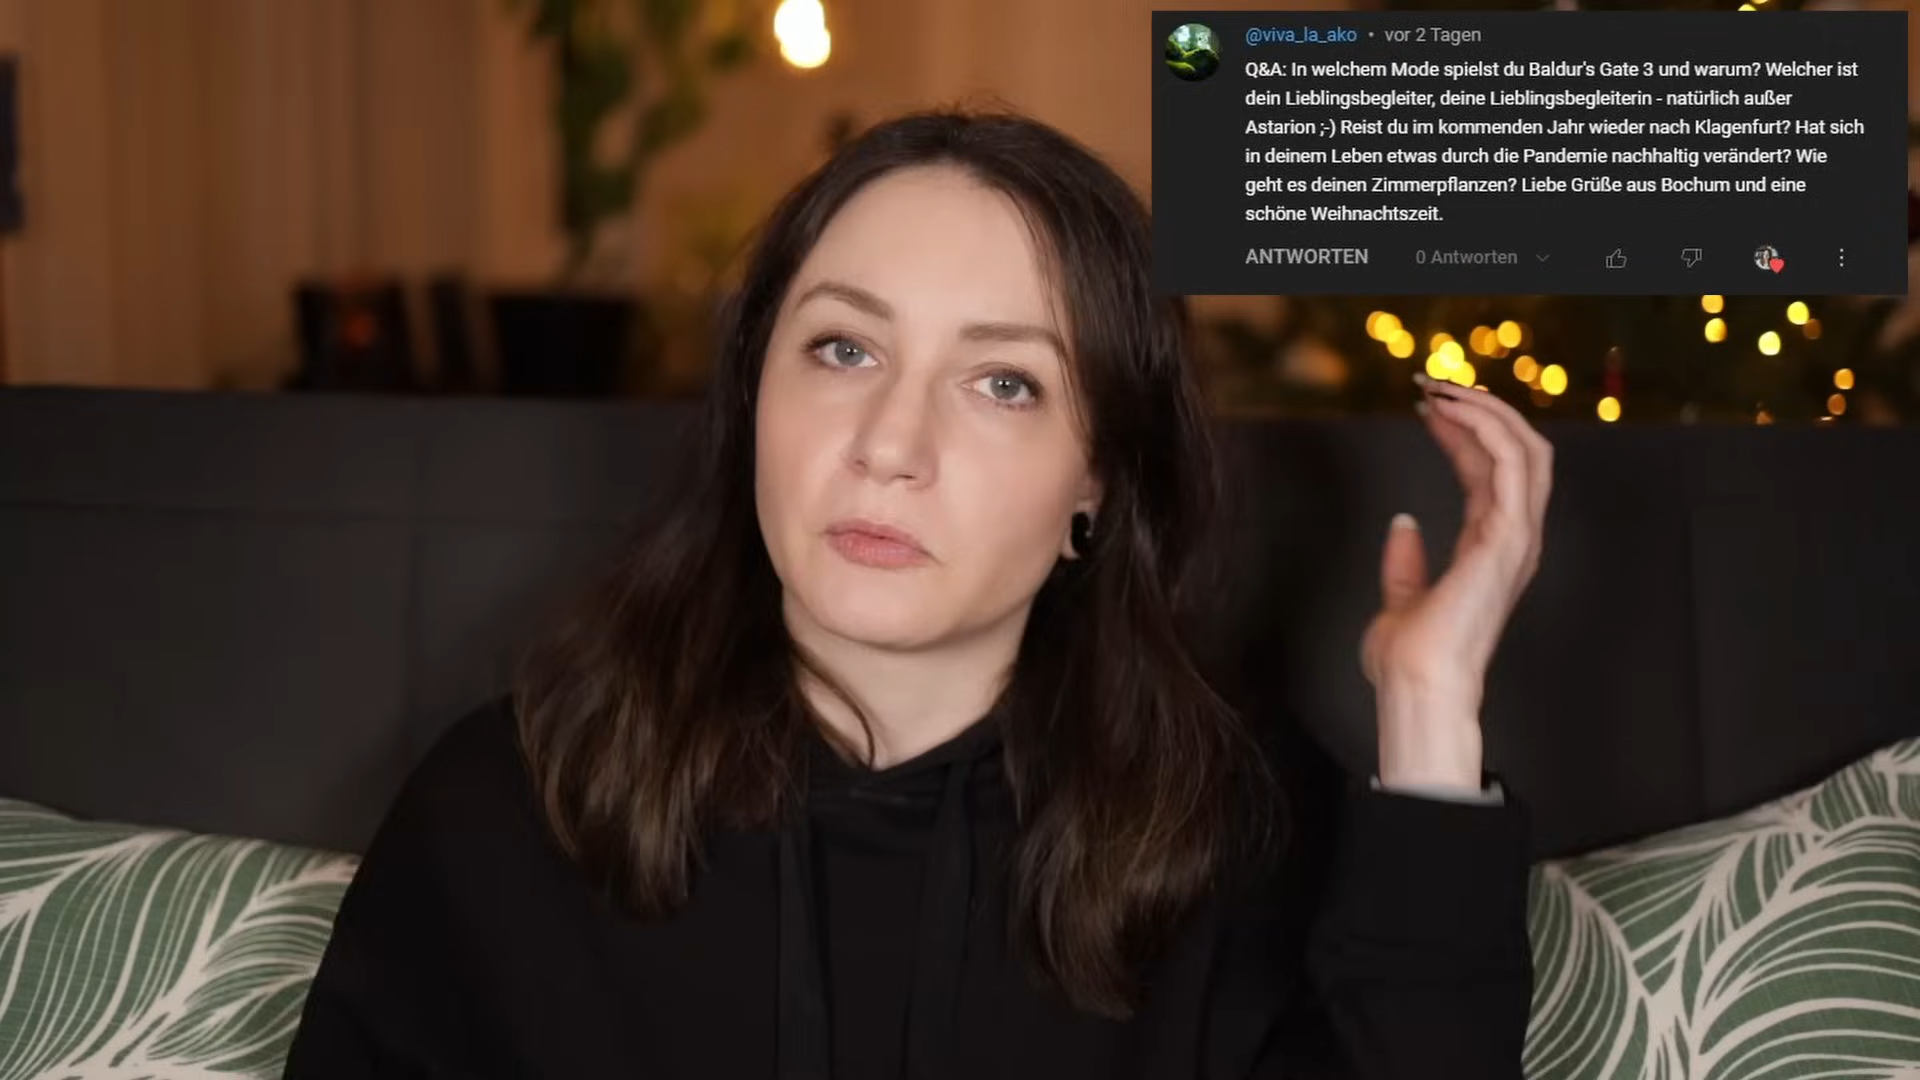 @viva_la_ako • vor 2 Tagen
Q&A: In welchem Mode spielst du Baldur's Gate 3 und warum? Welcher ist
dein Lieblingsbegleiter, deine Lieblingsbegleiterin - natürlich außer
Astarion ;-) Reist du im kommenden Jahr wieder nach Klagenfurt? Hat sich
in deinem Leben etwas durch die Pandemie nachhaltig verändert? Wie
geht es deinen Zimmerpflanzen? Liebe Grüße aus Bochum und eine
schöne Weihnachtszeit.
ANTWORTEN 0 Antworten